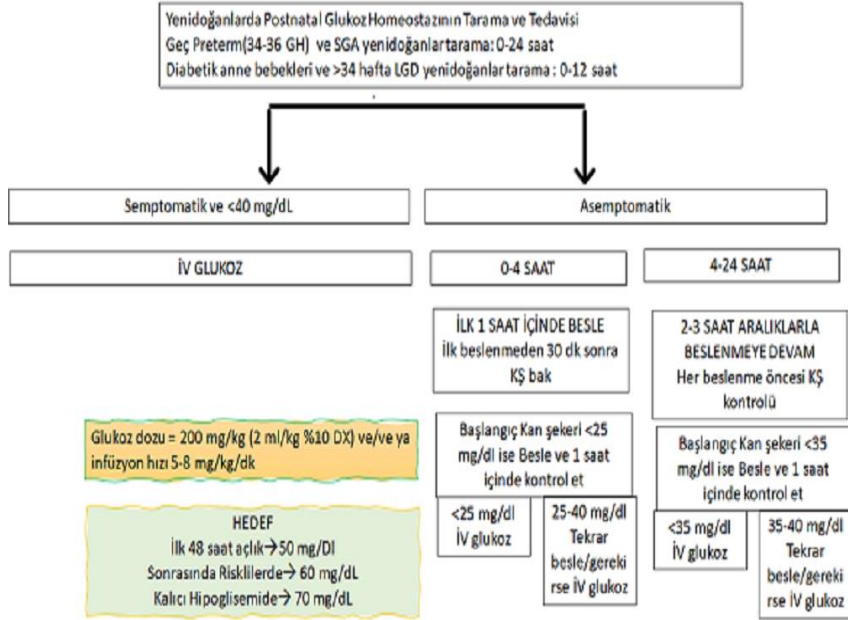 Yenidoğanlarda Postnatal Glukoz Homeostazının Tarama ve Tedavisi
Geç Preterm(34-36 GH) ve SGA yenidoğanlar tarama: 0-24 saat
Diabetik anne bebekleri ve >34 hafta LGD yenidoğanlar tarama : 0-12 saat
Semptomatik ve <40 mg/dL
Asemptomatik
İV GLUKOZ
0-4 SAAT
4-24 SAAT
İLK 1 SAAT İÇİNDE BESLE
İlk beslenmeden 30 dk sonra
KŞ bak
2-3 SAAT ARALIKLARLA
BESLENMEYE DEVAM
Her beslenme öncesi KŞ
kontrolü
Glukoz dozu = 200 mg/kg (2 ml/kg %10 DX) ve/ve ya
infüzyon hızı 5-8 mg/kg/dk
Başlangıç Kan şekeri <25
mg/dl ise Besle ve 1 saat
içinde kontrol et
Başlangıç Kan şekeri <35
mg/dl ise Besle ve 1 saat
içinde kontrol et
<25 mg/dl
İV glukoz
25-40 mg/dl
Tekrar
besle/gereki
rse İV glukoz
<35 mg/dl
İV glukoz
35-40 mg/dl
Tekrar
besle/gereki
rse İV glukoz
HEDEF
İlk 48 saat açlık→50 mg/Dl
Sonrasında Risklilerde→ 60 mg/dL
Kalıcı Hipoglisemide→ 70 mg/dL